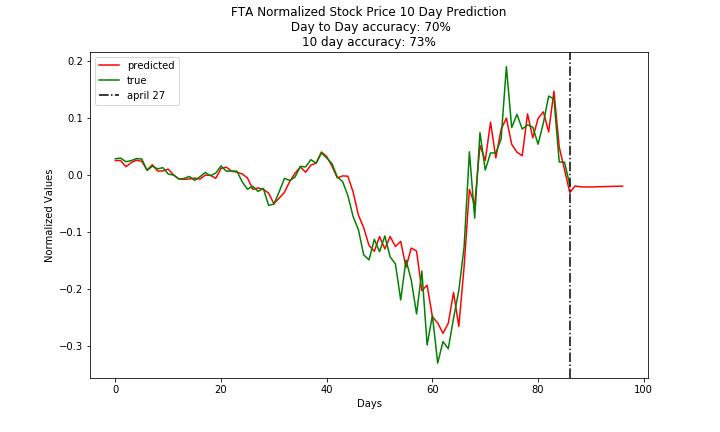 FTA Normalized Stock Price 10 Day Prediction
Day to Day accuracy: 70%
10 day accuracy: 73%
predicted
true
april 27
Normalized Values
0.2
0.1
0.0
−0.1
−0.2
−0.3
0 20 40 60 80 100
Days